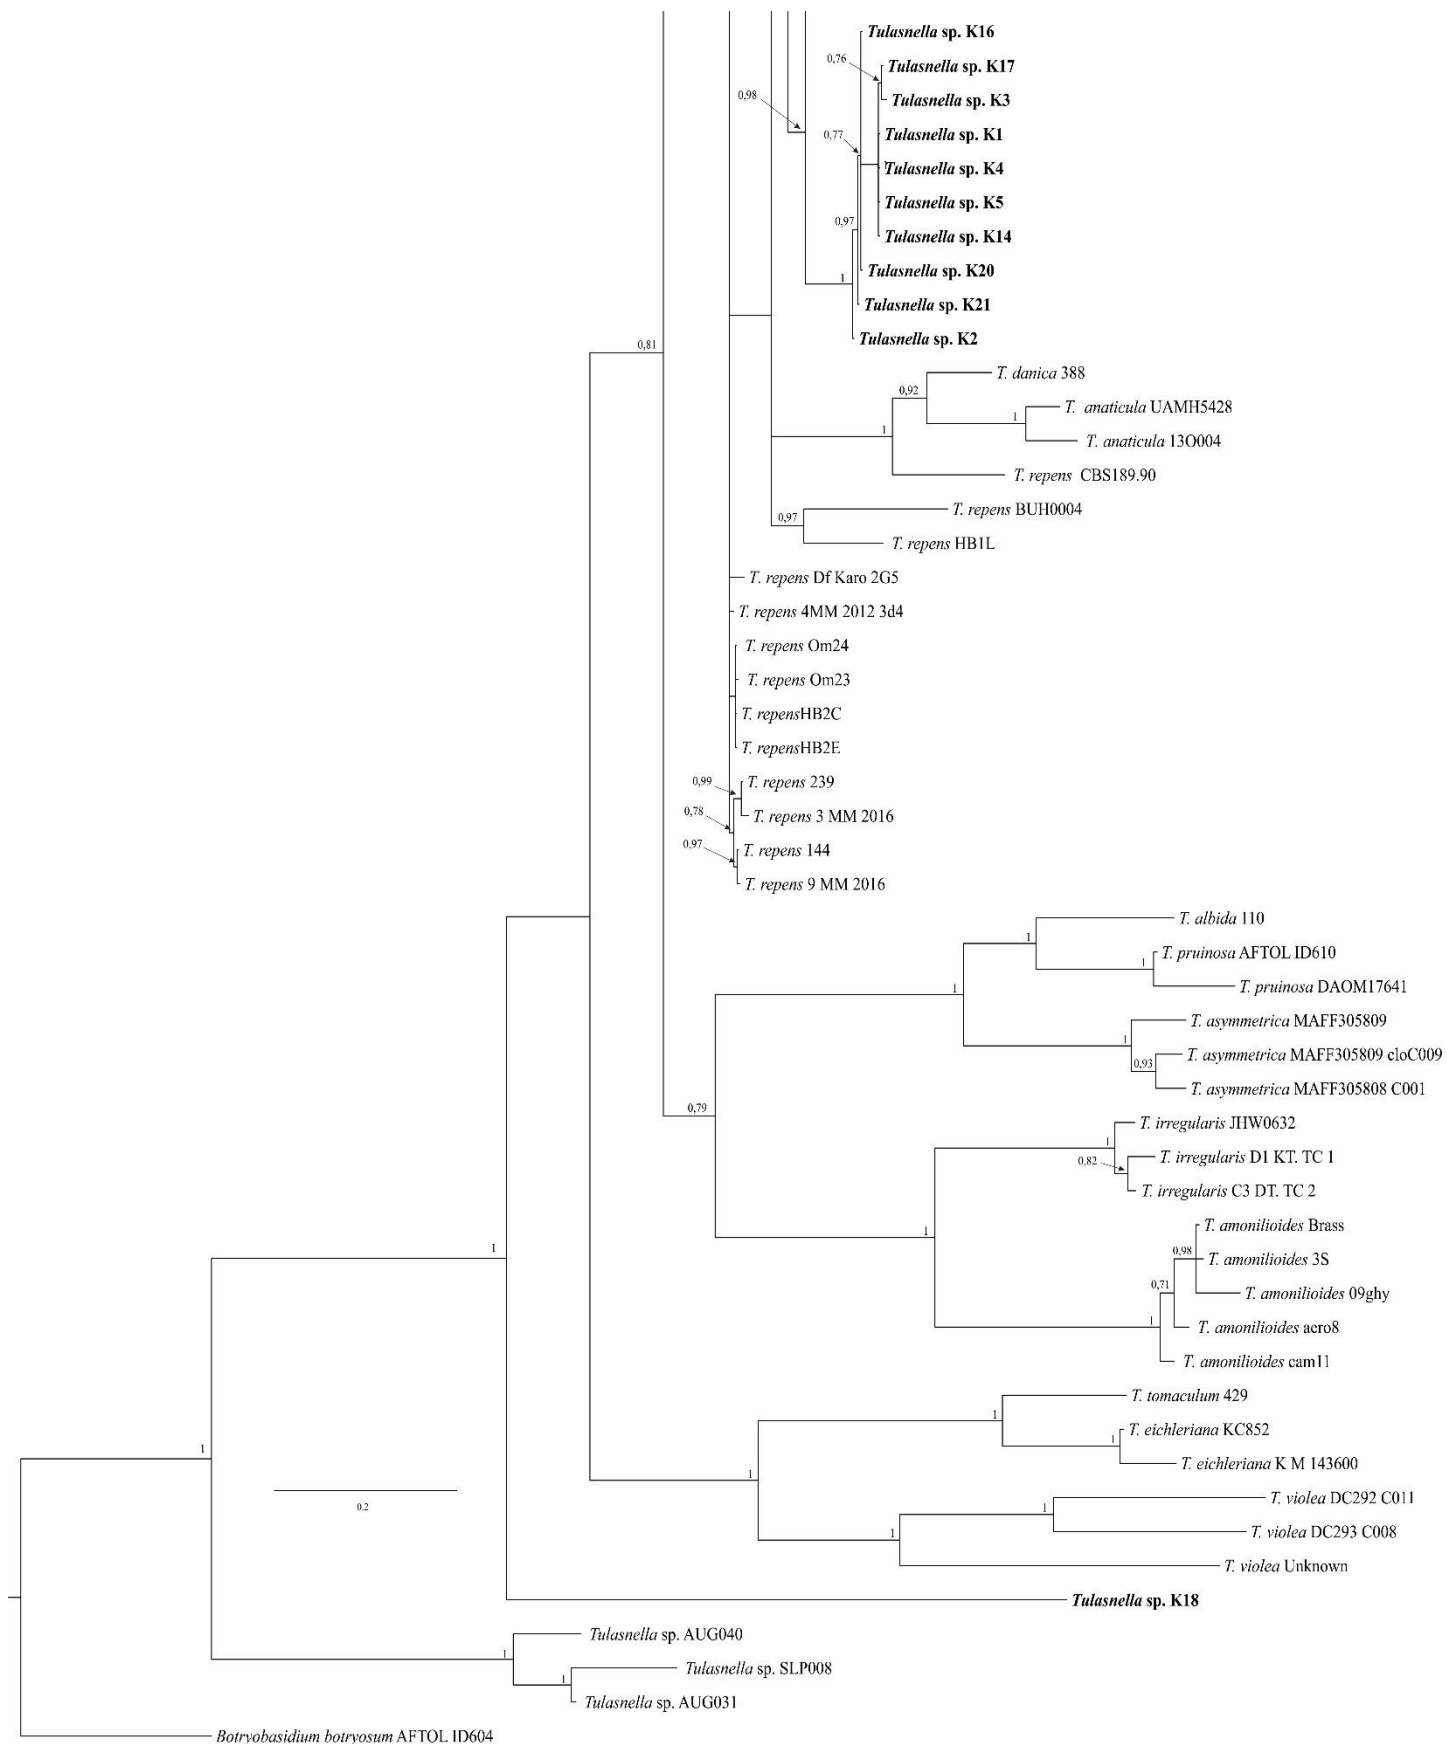 Tulasnella sp. K16
0,76
Tulasnella sp. K17
0,98
Tulasnella sp. K3
0,77
Tulasnella sp. K1
Tulasnella sp. K4
Tulasnella sp. K5
0,97
Tulasnella sp. K14
Tulasnella sp. K20
1
Tulasnella sp. K21
Tulasnella sp. K2
0,81
T. danica 388
0,92
T. anaticula UAMH5428
1
1
T. anaticula 13O004
T. repens CBS189.90
T. repens BUH0004
0,97
T. repens HB1L
T. repens Df Karo 2G5
T. repens 4MM 2012 3d4
T. repens Om24
T. repens Om23
T. repensHB2C
T. repensHB2E
0,99
T. repens 239
0,78
T. repens 3 MM 2016
0,97
T. repens 144
T. repens 9 MM 2016
T. albida 110
1
T. pruinosa AFTOL ID610
1
1
T. pruinosa DAOM17641
T. asymmetrica MAFF305809
1
T. asymmetrica MAFF305809 cloC009
0,93
T. asymmetrica MAFF305808 C001
0,79
T. irregularis JHW0632
1
0,82
T. irregularis D1 KT. TC 1
T. irregularis C3 DT. TC 2
1
T. amonilioides Brass
0,98
T. amonilioides 3S
1
0,71
T. amonilioides 09ghy
1
T. amonilioides aero8
T. amonilioides cam11
T. tomaculum 429
1
T. eichleriana KC852
1
1
T. eichleriana K M 143600
1
T. violea DC292 C011
1
0.2
T. violea DC293 C008
1
T. violea Unknown
Tulasnella sp. K18
Tulasnella sp. AUG040
1
Tulasnella sp. SLP008
1
Tulasnella sp. AUG031
Botryobasidium botryosum AFTOL ID604